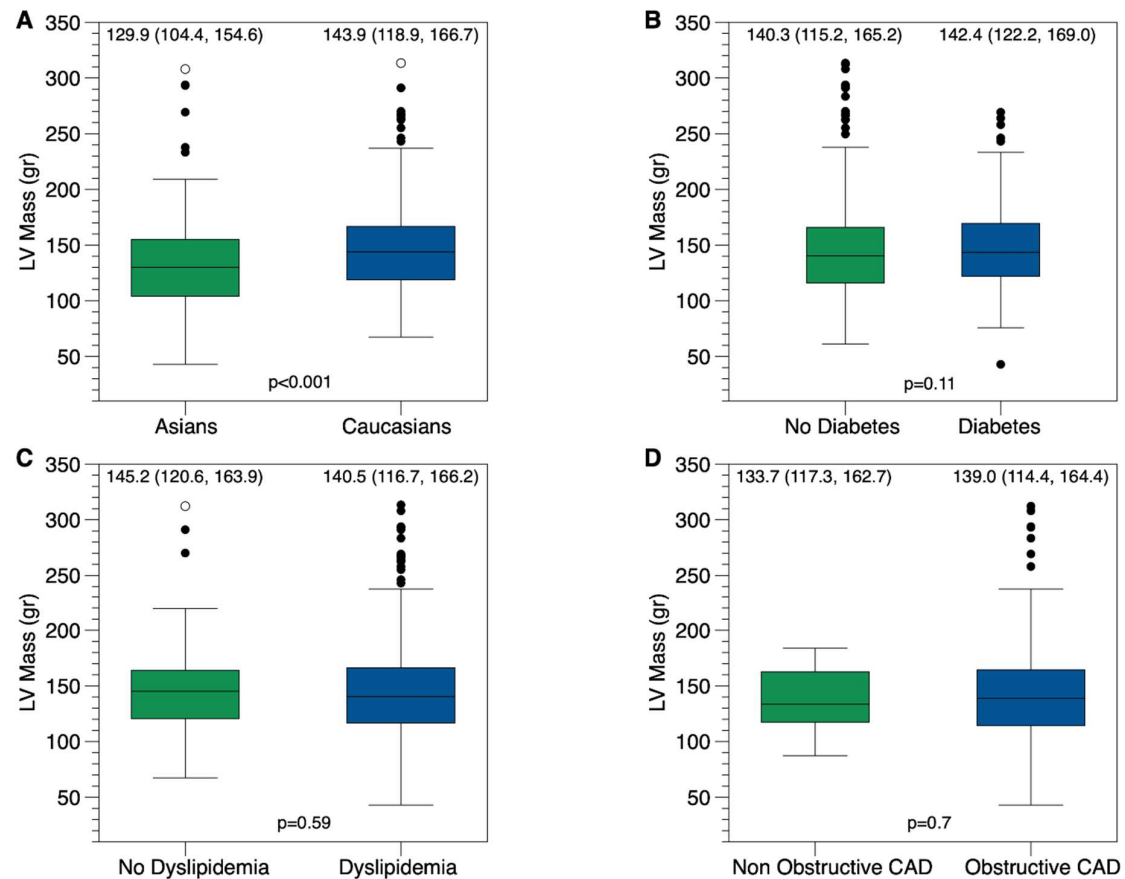 A
350
300
250
200
150
100
50
LV Mass (gr)
129.9 (104.4, 154.6)
143.9 (118.9, 166.7)
p<0.001
Asians
Caucasians
B
350
300
250
200
150
100
50
LV Mass (gr)
140.3 (115.2, 165.2)
142.4 (122.2, 169.0)
p=0.11
No Diabetes
Diabetes
C
350
300
250
200
150
100
50
LV Mass (gr)
145.2 (120.6, 163.9)
140.5 (116.7, 166.2)
p=0.59
No Dyslipidemia
Dyslipidemia
D
350
300
250
200
150
100
50
LV Mass (gr)
133.7 (117.3, 162.7)
139.0 (114.4, 164.4)
p=0.7
Non Obstructive CAD
Obstructive CAD